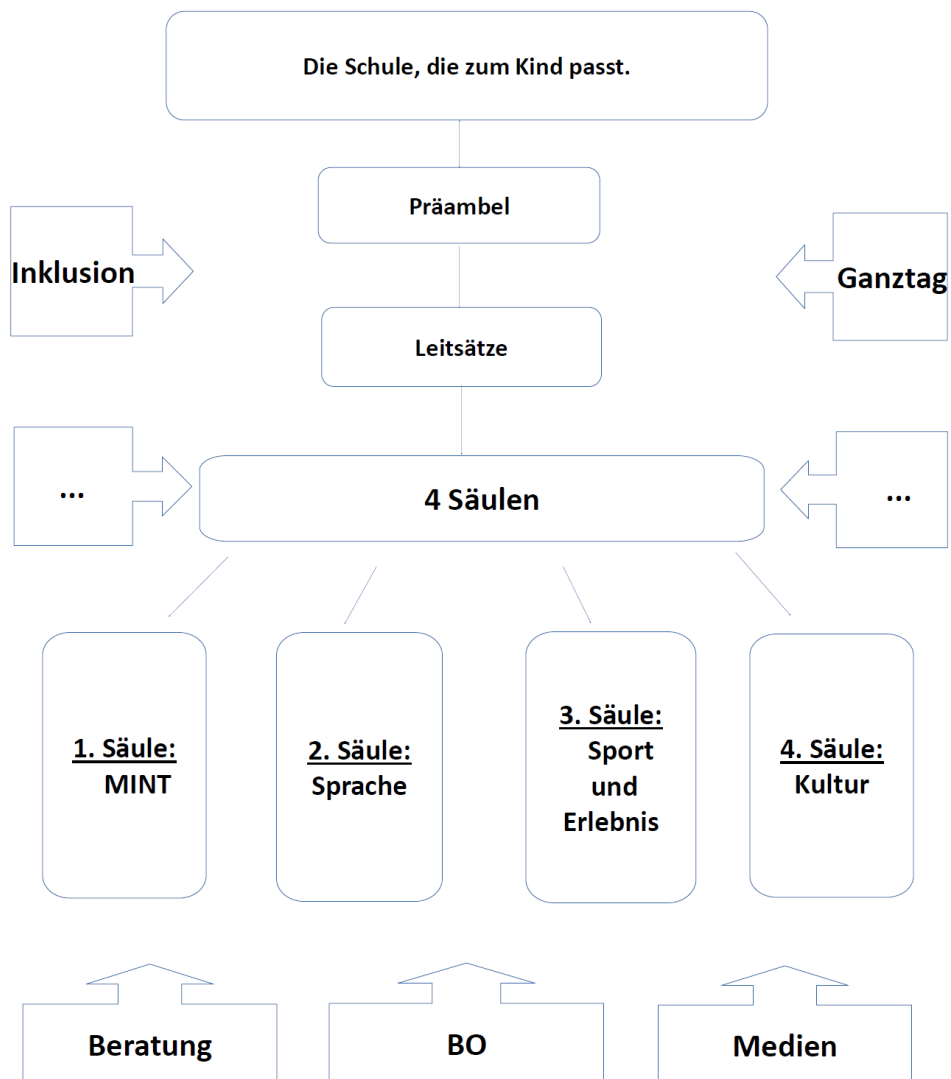 Die Schule, die zum Kind passt.
Präambel
Inklusion
Ganztag
Leitsätze
...
4 Säulen
...
1. Säule:
MINT
2. Säule:
Sprache
3. Säule:
Sport
und
Erlebnis
4. Säule:
Kultur
Beratung
BO
Medien